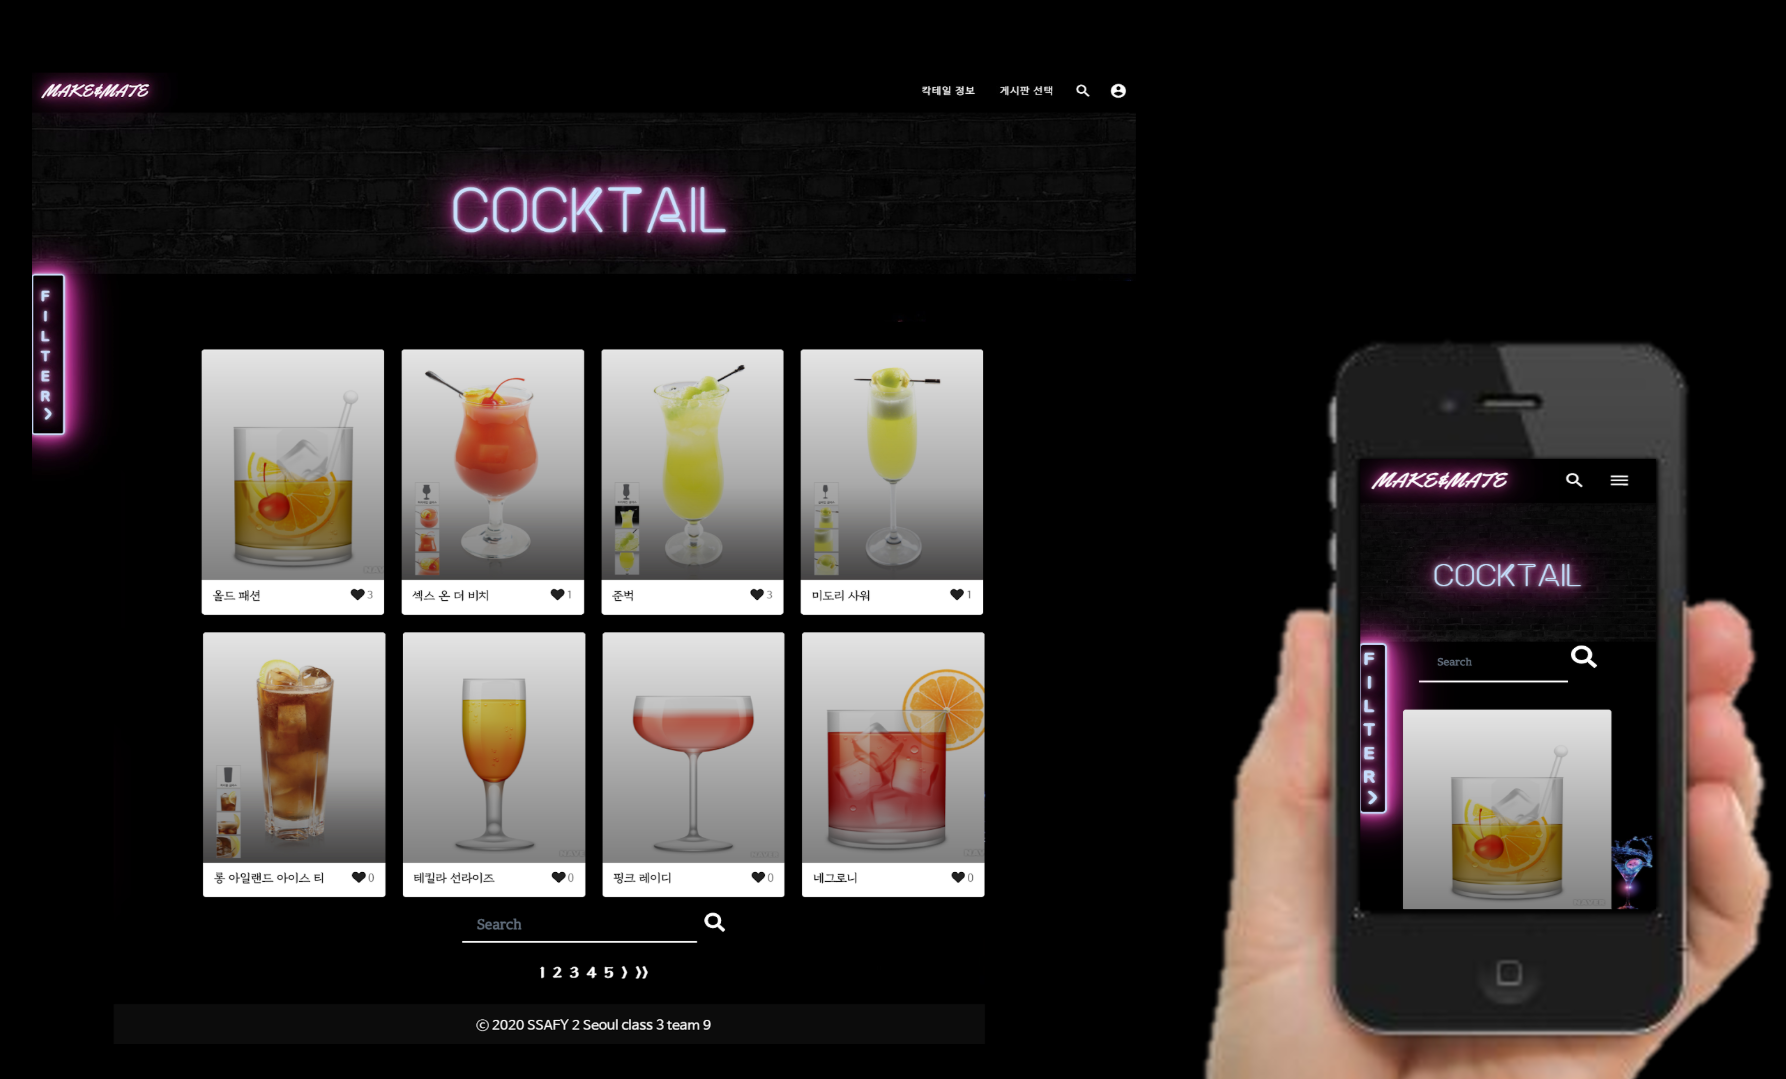 MAKE&MATE
칵테일 정보 게시판 선택
COCKTAIL
FILTER
올드 패션 3
섹스 온 더 비치 1
준벅 3
미도리 사워 1
롱 아일랜드 아이스 티 0
테킬라 선라이즈 0
핑크 레이디 0
네그로니 0
Search
1 2 3 4 5 ⟩ ⟩⟩
© 2020 SSAFY 2 Seoul class 3 team 9
MAKE&MATE
COCKTAIL
FILTER
Search